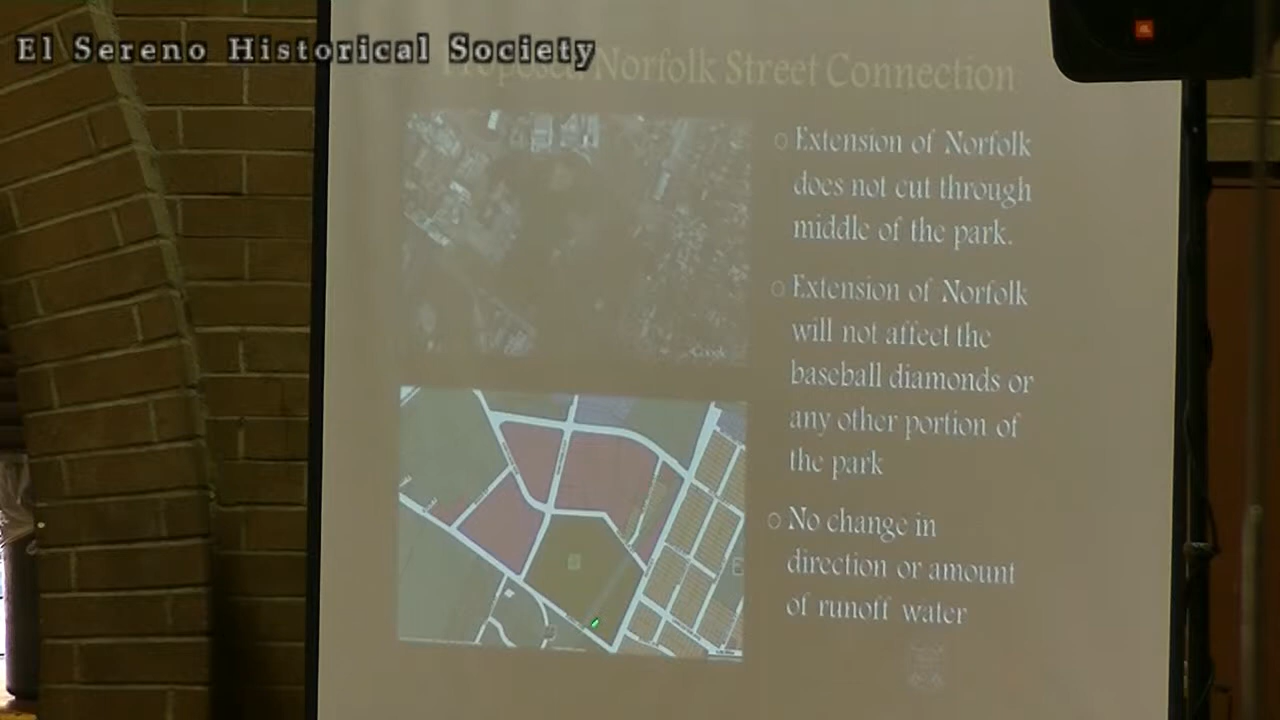 El Sereno Historical Society
Proposed Norfolk Street Connection
Extension of Norfolk
does not cut through
middle of the park.
Extension of Norfolk
will not affect the
baseball diamonds or
any other portion of
the park
No change in
direction or amount
of runoff water
Google